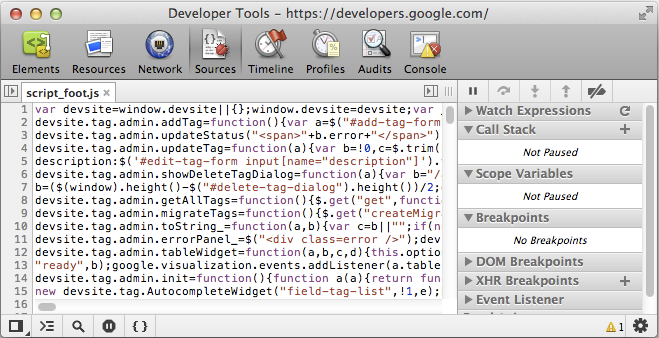 Developer Tools - https://developers.google.com/
Elements Resources Network Sources Timeline Profiles Audits Console
script_foot.js ×
1 var devsite=window.devsite||{};window.devsite=devsite;var
2 devsite.tag.admin.addTag=function(){var a=$("#add-tag-form
3 devsite.tag.admin.updateStatus("<span>"+b.error+"</span>")
4 devsite.tag.admin.updateTag=function(a){var b=!0,c=$.trim(
5 description:$('#edit-tag-form input[name="description"]').
6 devsite.tag.admin.showDeleteTagDialog=function(a){var b="/
7 b=($(window).height()-$("#delete-tag-dialog").height())/2;
8 devsite.tag.admin.getAllTags=function(){$.get("get",function
9 devsite.tag.admin.migrateTags=function(){$.get("createMigra
10 devsite.tag.admin.toString_=function(a,b){var c=b||"";if(n
11 devsite.tag.admin.errorPanel_=$("<div class=error />");dev
12 devsite.tag.admin.tableWidget=function(a,b,c,d){this.option
13 "ready",b);google.visualization.events.addListener(a.table
14 devsite.tag.admin.init=function(){function a(a){return fun
15 new devsite.tag.AutocompleteWidget("field-tag-list",!1,e);
16
Watch Expressions
Call Stack
Not Paused
Scope Variables
Not Paused
Breakpoints
No Breakpoints
DOM Breakpoints
XHR Breakpoints
Event Listener
1